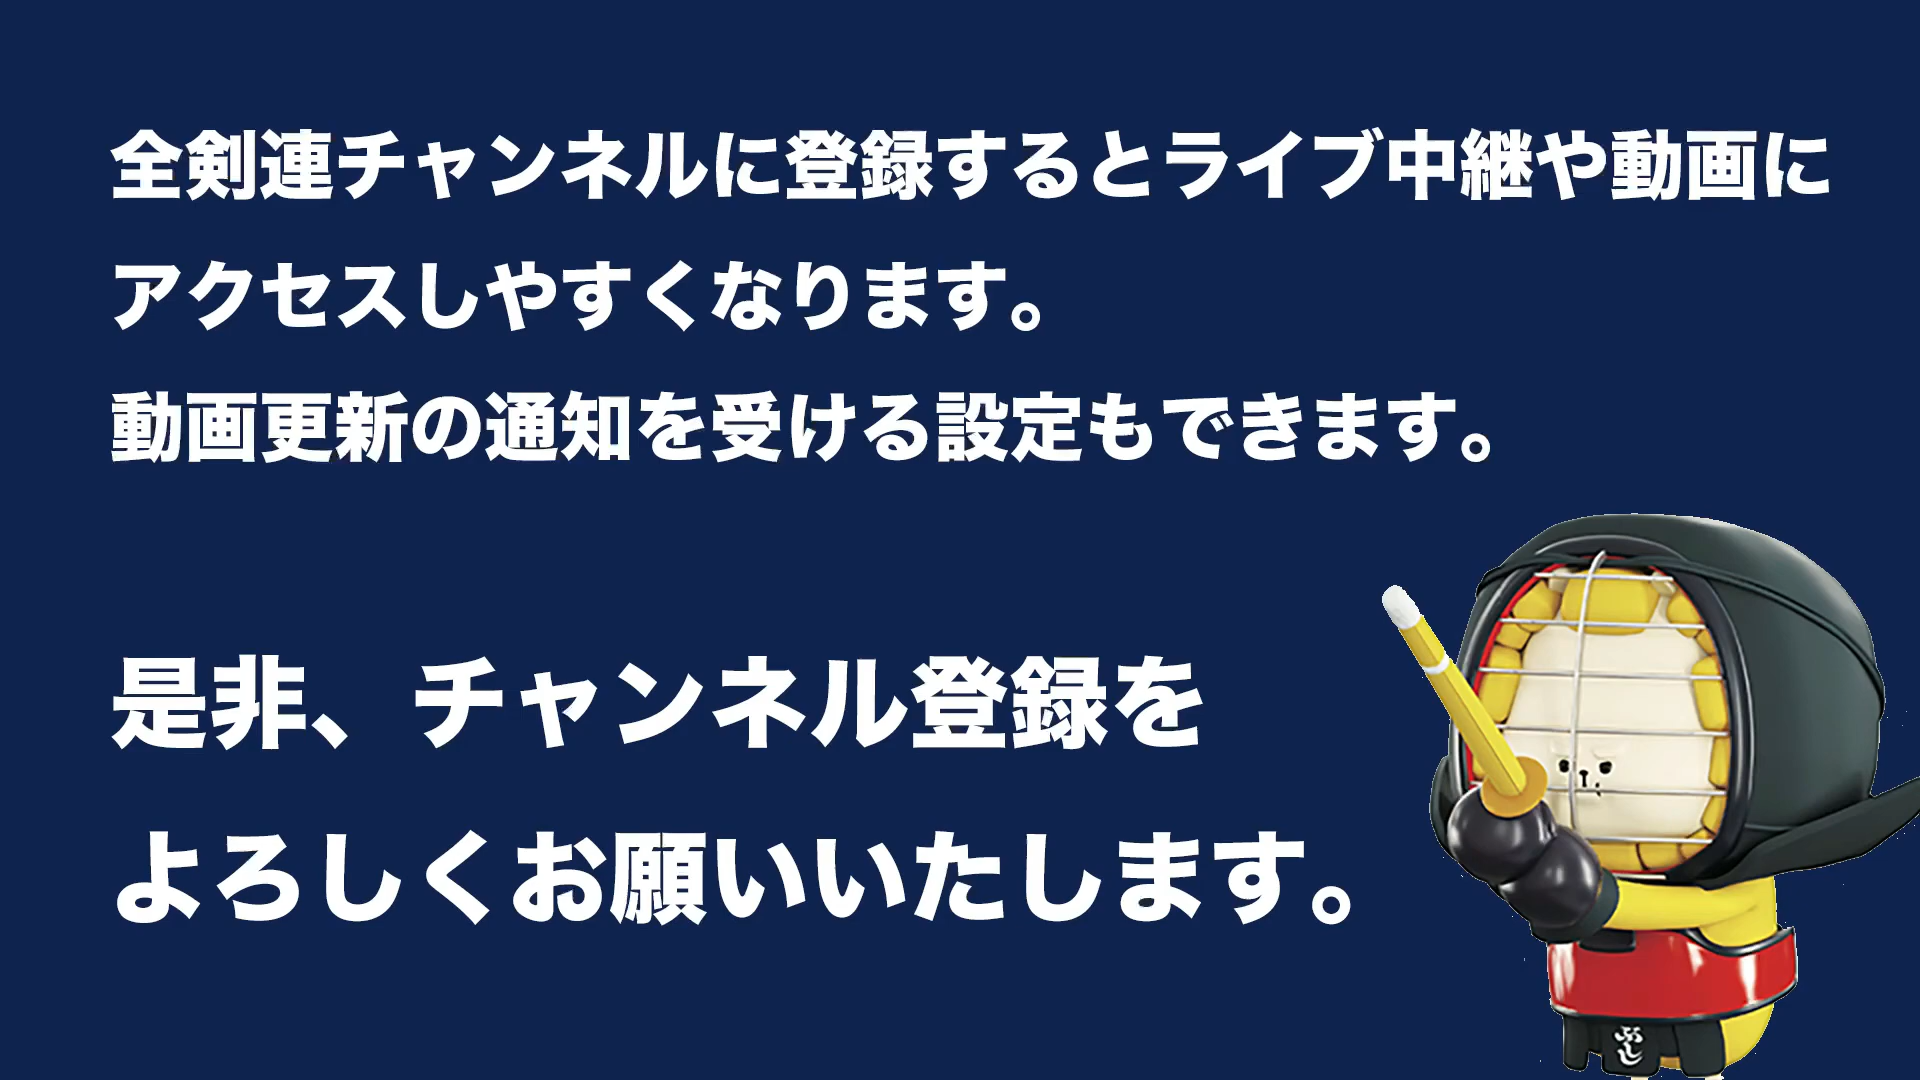 全剣連チャンネルに登録するとライブ中継や動画に
アクセスしやすくなります。
動画更新の通知を受ける設定もできます。
是非、チャンネル登録を
よろしくお願いいたします。
ぶし